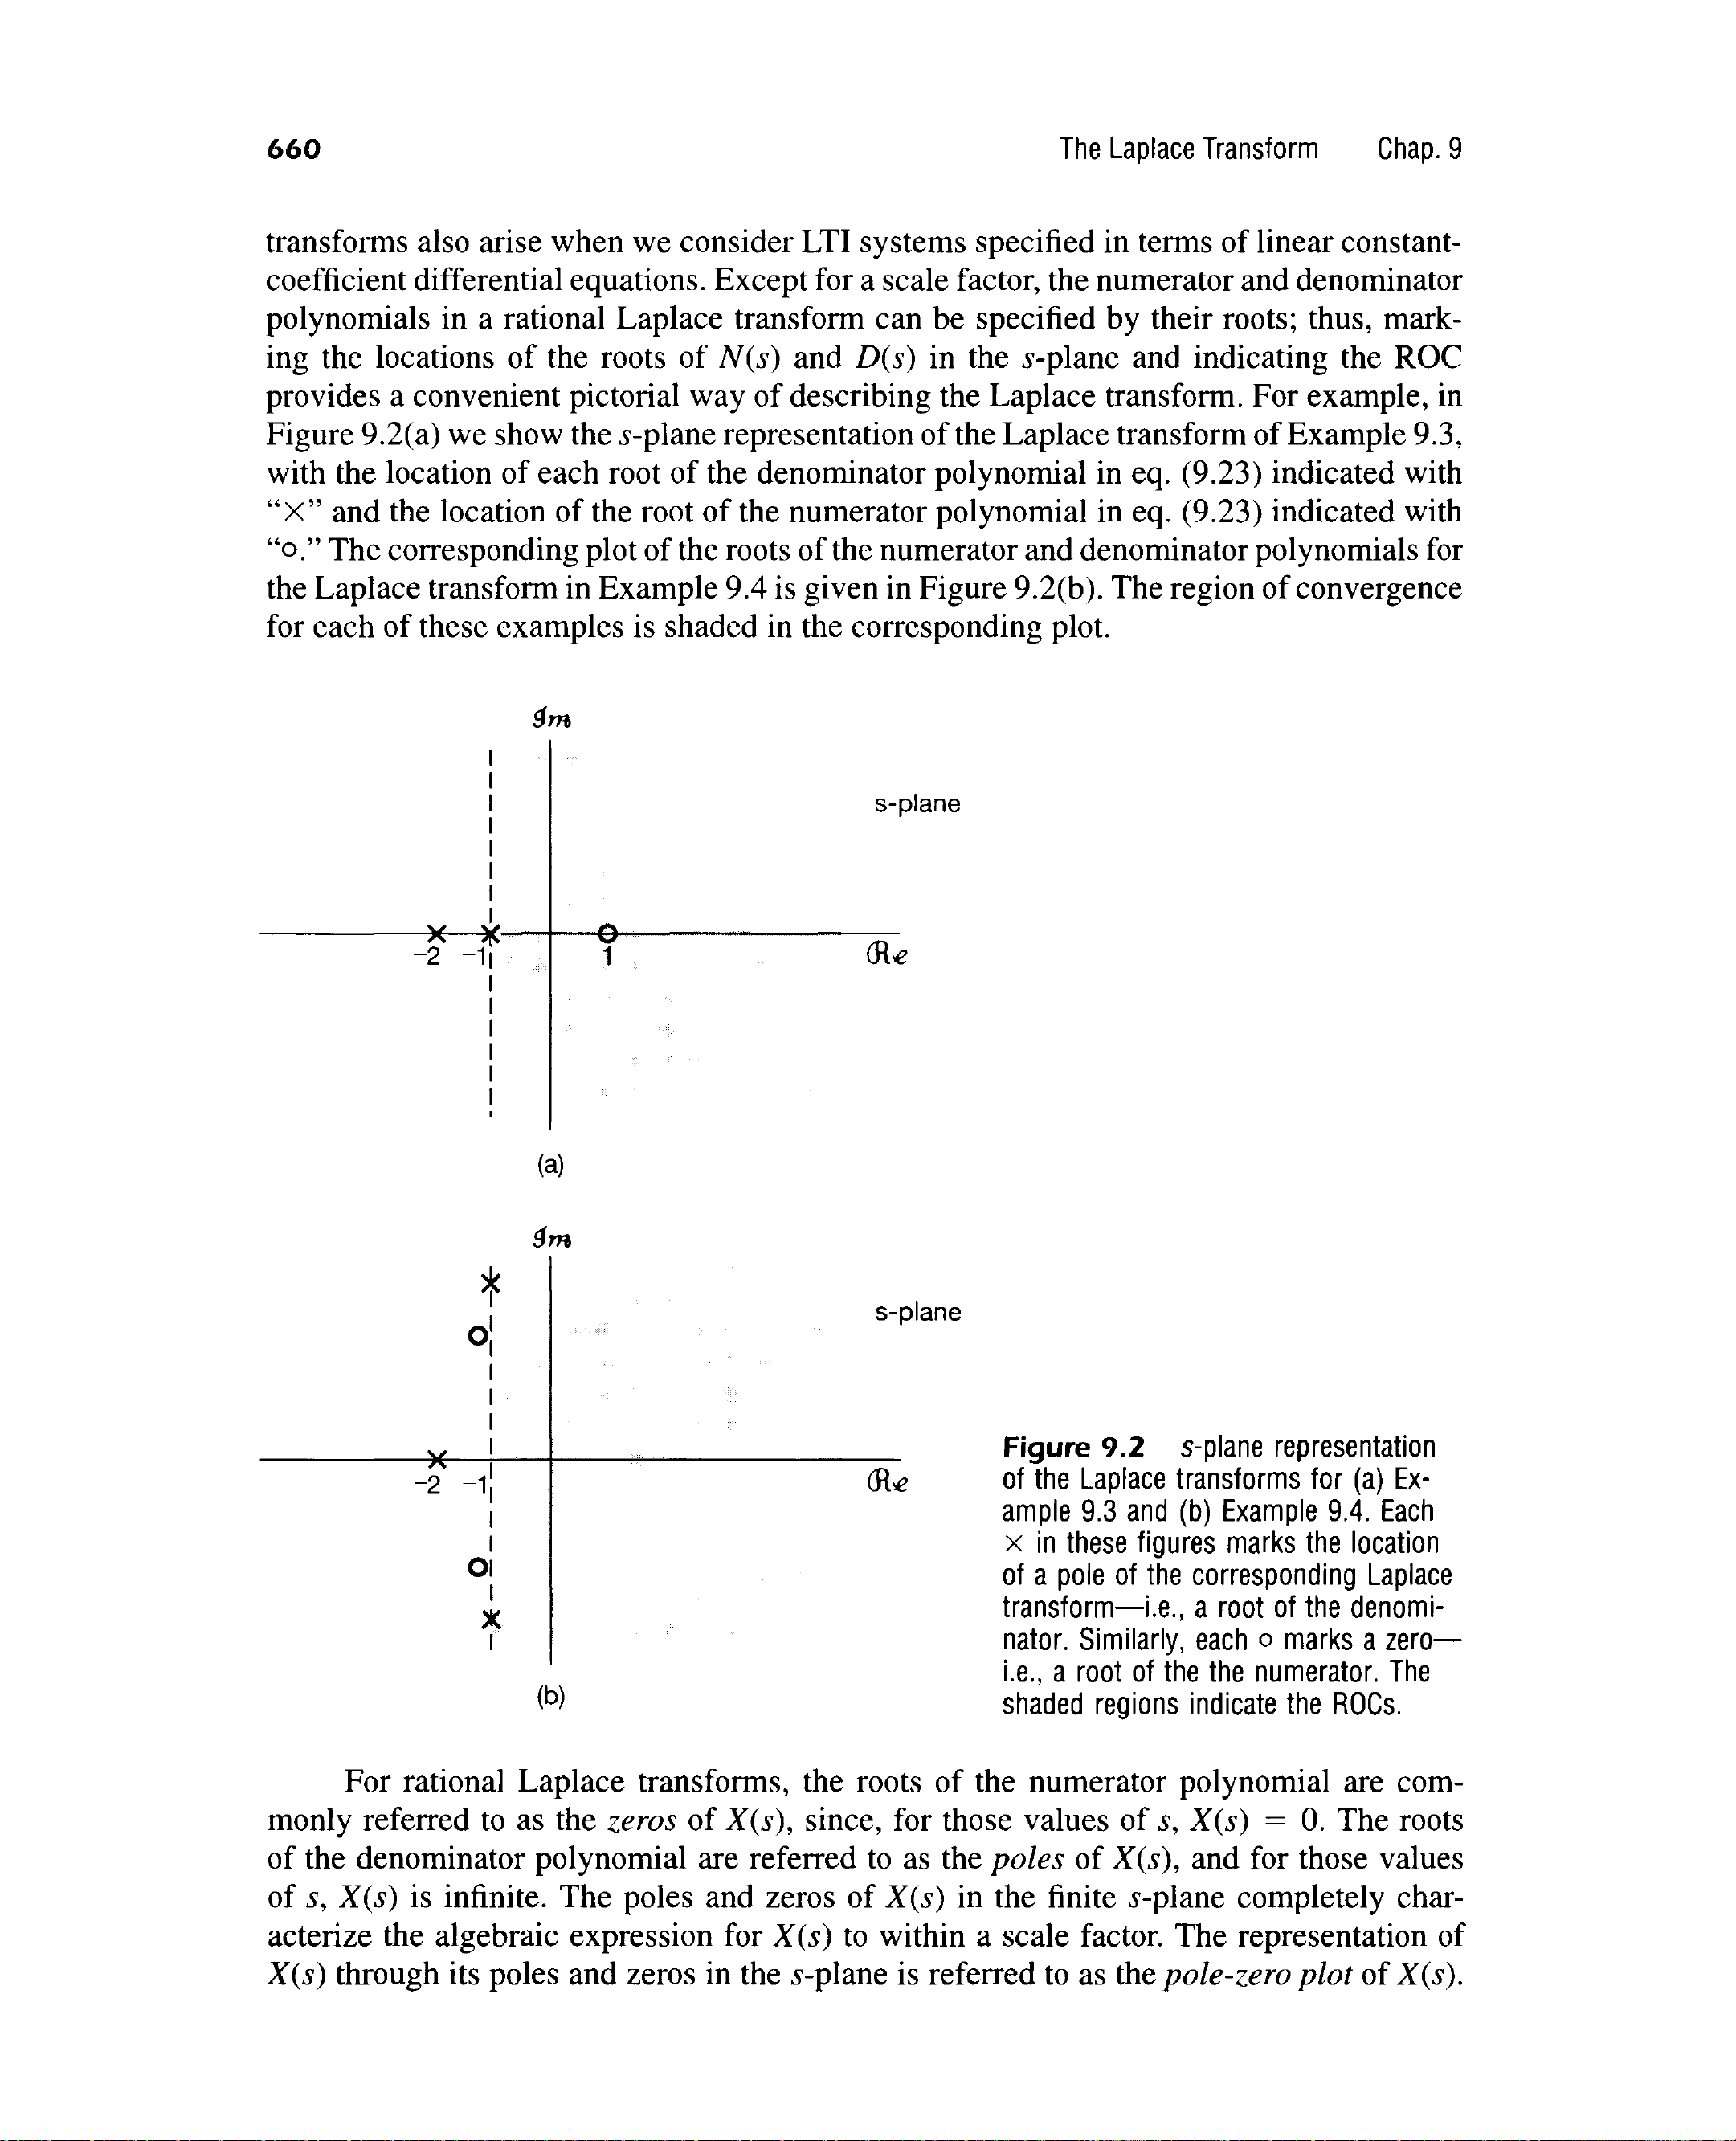 660
The Laplace Transform Chap. 9
transforms also arise when we consider LTI systems specified in terms of linear constant-
coefficient differential equations. Except for a scale factor, the numerator and denominator
polynomials in a rational Laplace transform can be specified by their roots; thus, mark-
ing the locations of the roots of N(s) and D(s) in the s-plane and indicating the ROC
provides a convenient pictorial way of describing the Laplace transform. For example, in
Figure 9.2(a) we show the s-plane representation of the Laplace transform of Example 9.3,
with the location of each root of the denominator polynomial in eq. (9.23) indicated with
“×” and the location of the root of the numerator polynomial in eq. (9.23) indicated with
“o.” The corresponding plot of the roots of the numerator and denominator polynomials for
the Laplace transform in Example 9.4 is given in Figure 9.2(b). The region of convergence
for each of these examples is shaded in the corresponding plot.
Im
s-plane
-2 -1 1 Re
(a)
Im
s-plane
-2 -1 Re
(b)
Figure 9.2 s-plane representation
of the Laplace transforms for (a) Ex-
ample 9.3 and (b) Example 9.4. Each
× in these figures marks the location
of a pole of the corresponding Laplace
transform—i.e., a root of the denomi-
nator. Similarly, each o marks a zero—
i.e., a root of the the numerator. The
shaded regions indicate the ROCs.
For rational Laplace transforms, the roots of the numerator polynomial are com-
monly referred to as the zeros of X(s), since, for those values of s, X(s) = 0. The roots
of the denominator polynomial are referred to as the poles of X(s), and for those values
of s, X(s) is infinite. The poles and zeros of X(s) in the finite s-plane completely char-
acterize the algebraic expression for X(s) to within a scale factor. The representation of
X(s) through its poles and zeros in the s-plane is referred to as the pole-zero plot of X(s).